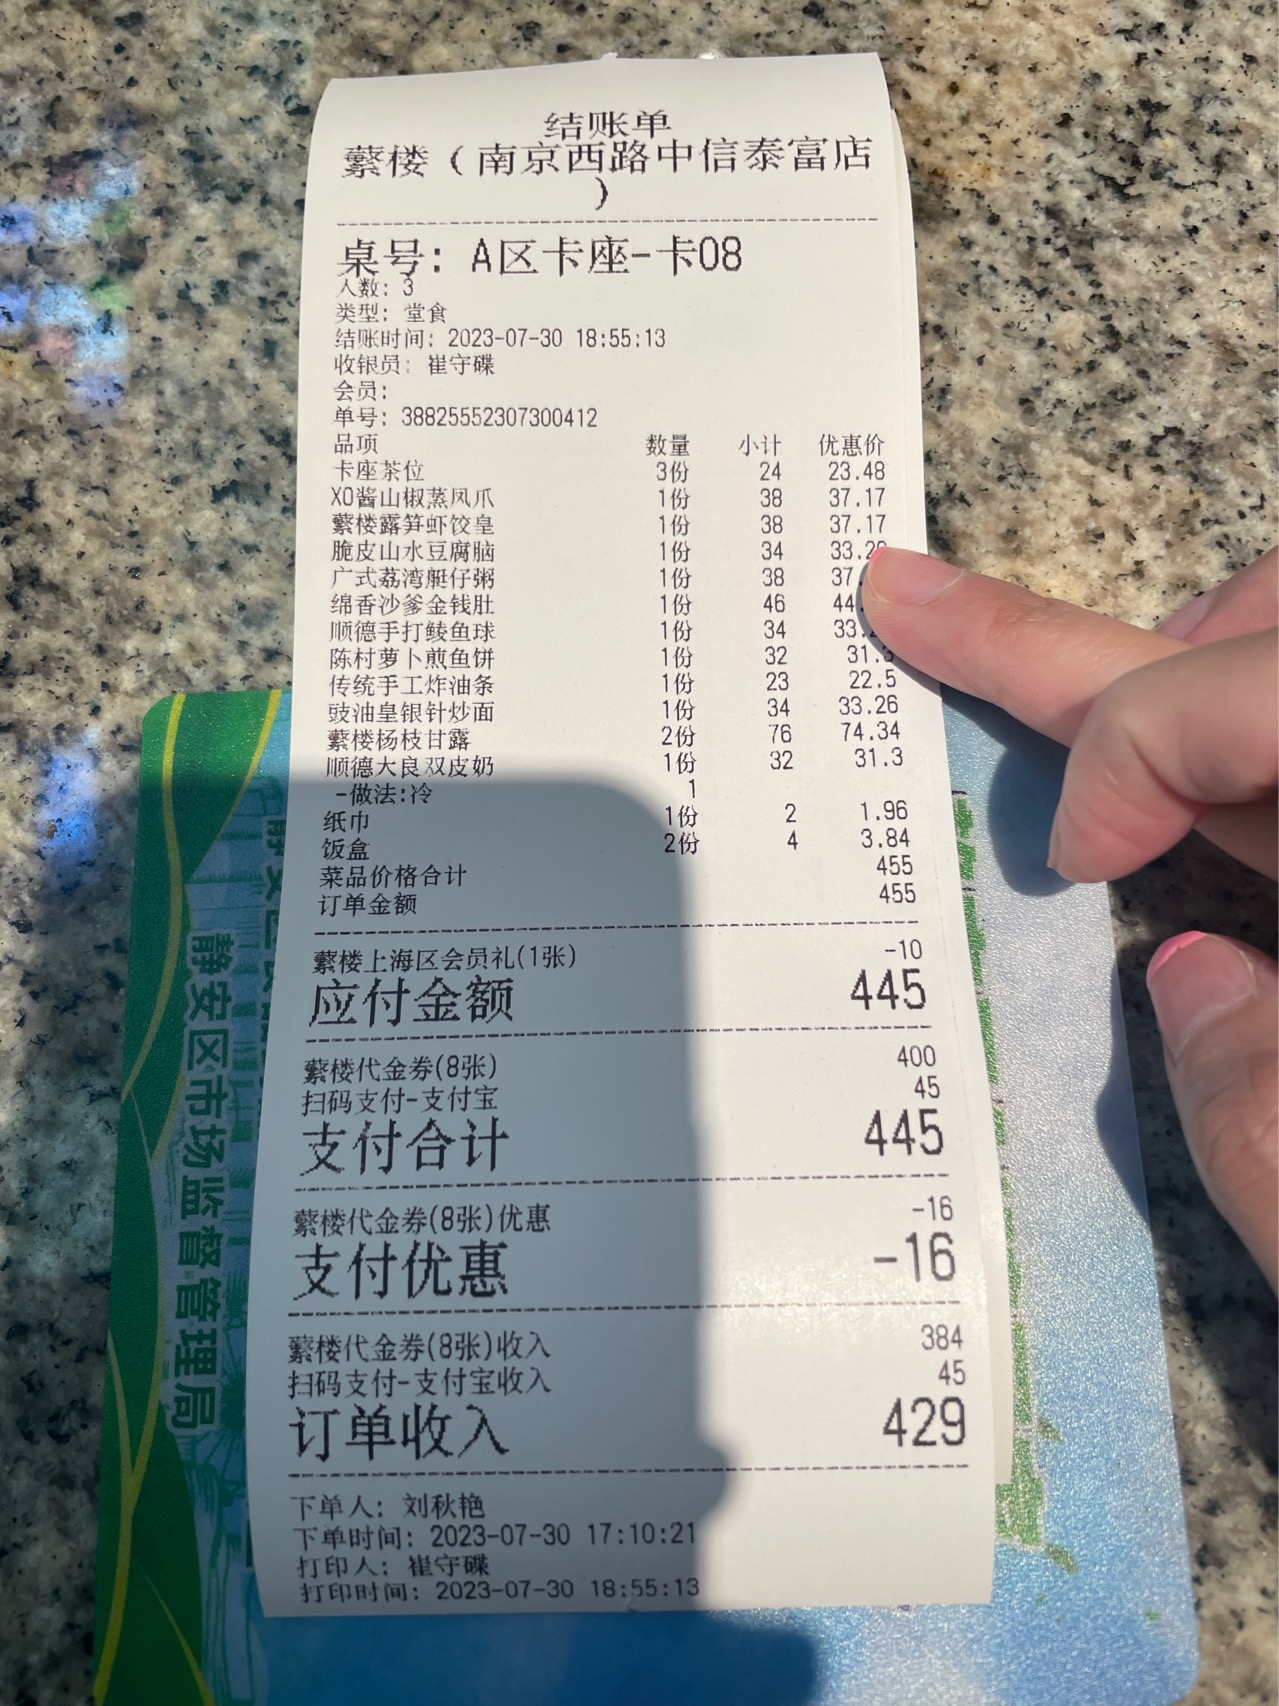 结账单
蘩楼（南京西路中信泰富店
）
桌号: A区卡座-卡08
人数: 3
类型: 堂食
结账时间: 2023-07-30 18:55:13
收银员: 崔守碟
会员:
单号: 38825552307300412
品项 数量 小计 优惠价
卡座茶位 3份 24 23.48
XO酱山椒蒸凤爪 1份 38 37.17
蘩楼露笋虾饺皇 1份 38 37.17
脆皮山水豆腐脑 1份 34
广式荔湾艇仔粥 1份 38
绵香沙爹金钱肚 1份 46
顺德手打鲮鱼球 1份 34
陈村萝卜煎鱼饼 1份 32 31.3
传统手工炸油条 1份 23 22.5
豉油皇银针炒面 1份 34 33.26
蘩楼杨枝甘露 2份 76 74.34
顺德大良双皮奶 1份 32 31.3
-做法:冷 1
纸巾 1份 2 1.96
饭盒 2份 4 3.84
菜品价格合计 455
订单金额 455
蘩楼上海区会员礼(1张) -10
应付金额 445
蘩楼代金券(8张) 400
扫码支付-支付宝 45
支付合计 445
蘩楼代金券(8张)优惠 -16
支付优惠 -16
蘩楼代金券(8张)收入 384
扫码支付-支付宝收入 45
订单收入 429
下单人: 刘秋艳
下单时间: 2023-07-30 17:10:21
打印人: 崔守碟
打印时间: 2023-07-30 18:55:13
静安区市场监督管理局